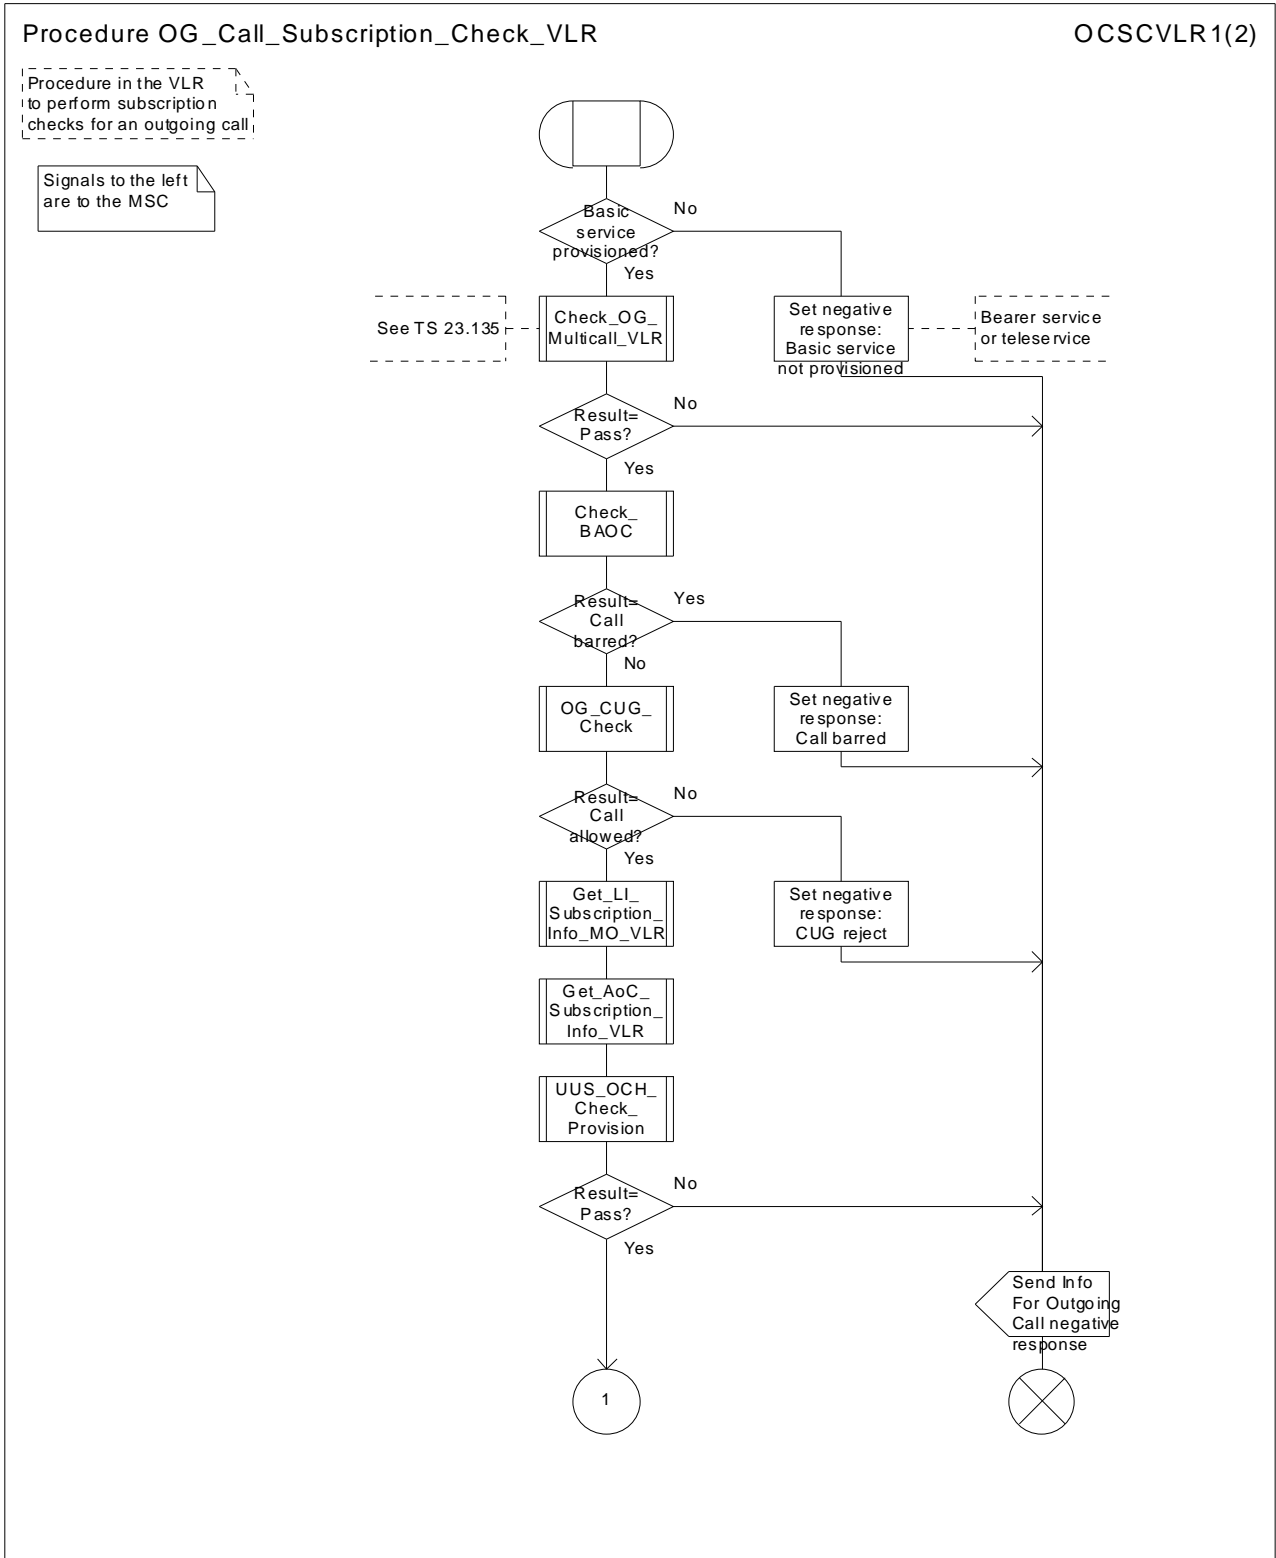 Procedure OG_Call_Subscription_Check_VLR
OCSCVLR1(2)
Procedure in the VLR
to perform subscription
checks for an outgoing call
Signals to the left
are to the MSC
Basic
service
provisioned?
No
Yes
See TS 23.135
Check_OG_
Multicall_VLR
Set negative
response:
Basic service
not provisioned
Bearer service
or teleservice
Result=
Pass?
No
Yes
Check_
BAOC
Result=
Call
barred?
Yes
No
OG_CUG_
Check
Set negative
response:
Call barred
Result=
Call
allowed?
No
Yes
Get_LI_
Subscription_
Info_MO_VLR
Set negative
response:
CUG reject
Get_AoC_
Subscription_
Info_VLR
UUS_OCH_
Check_
Provision
Result=
Pass?
No
Yes
Send Info
For Outgoing
Call negative
response
1